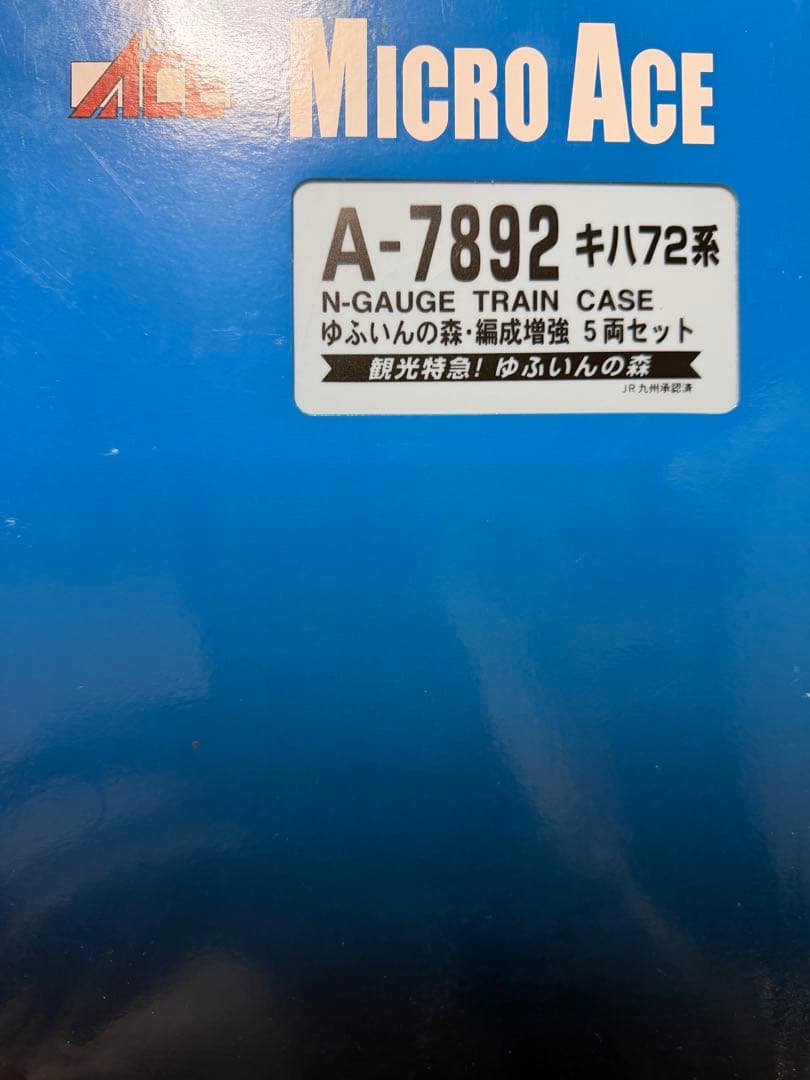 MICRO ACE
ACE
A-7892 キハ72系
N-GAUGE TRAIN CASE
ゆふいんの森・編成増強 5両セット
観光特急! ゆふいんの森
JR九州承認済